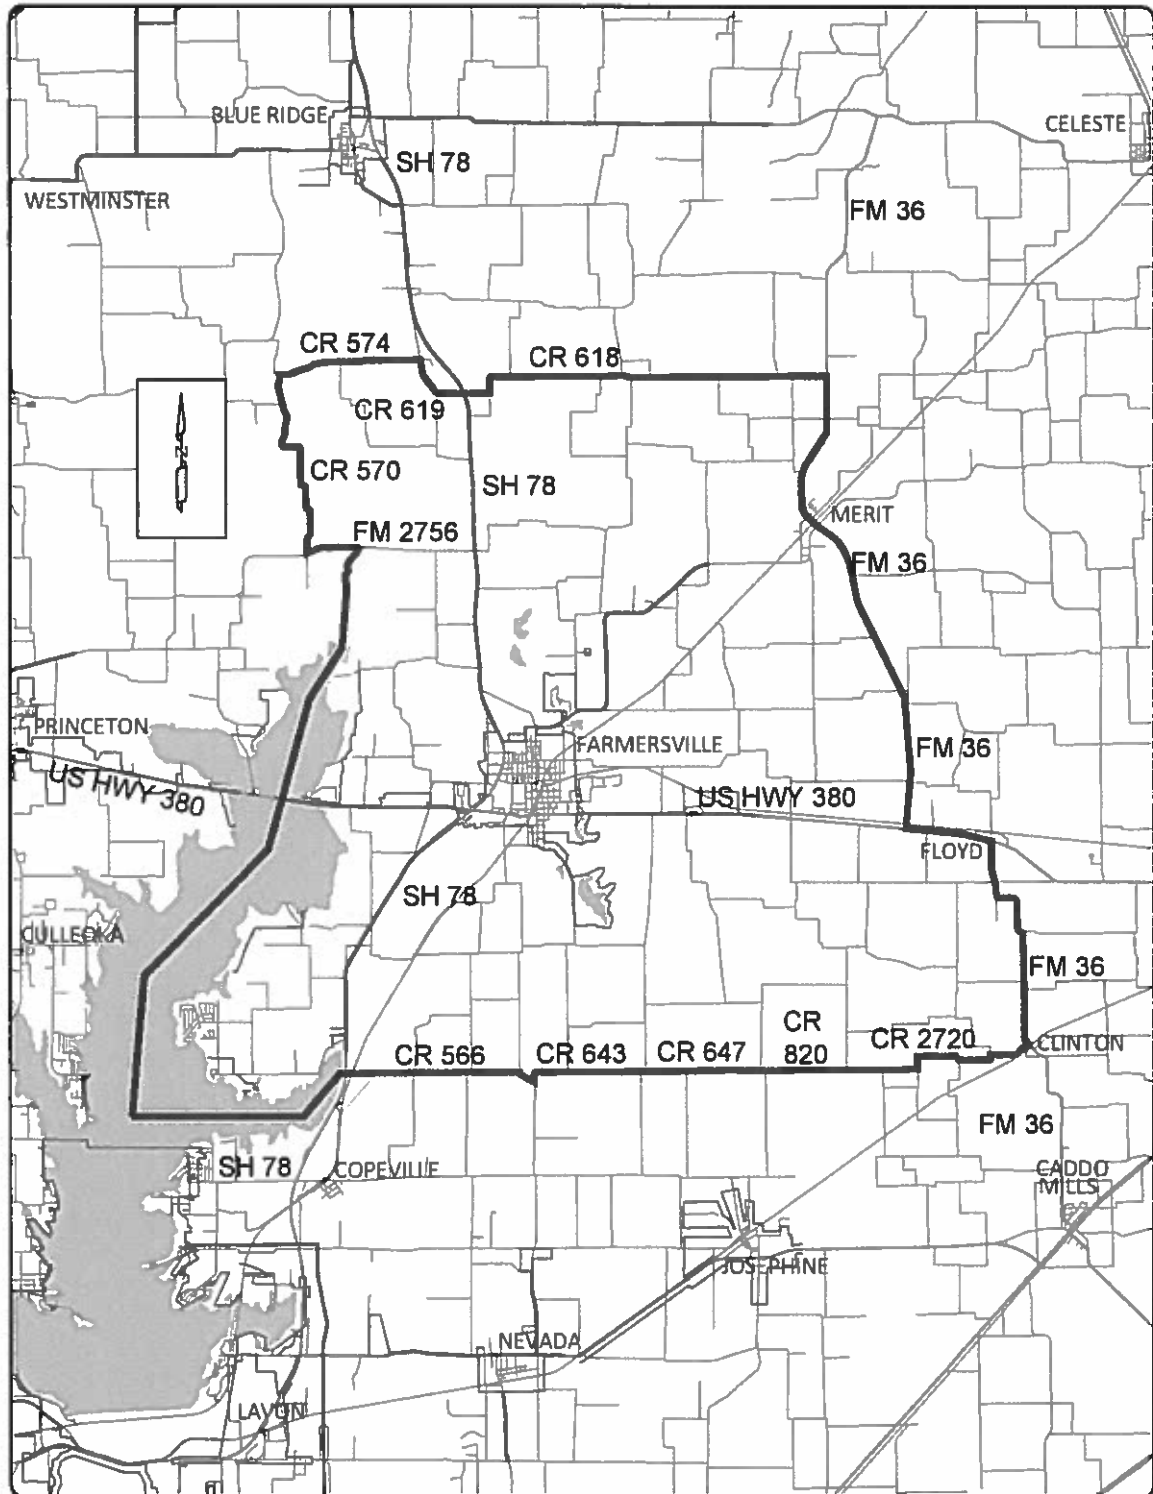 BLUE RIDGE
CELESTE
SH 78
WESTMINSTER
FM 36
CR 574
CR 618
CR 619
CR 570
SH 78
N
MERIT
FM 2756
FM 36
PRINCETON
FARMERSVILLE
FM 36
US HWY 380
US HWY 380
FLOYD
SH 78
CULLEOKA
FM 36
CR 566
CR 643
CR 647
CR
820
CR 2720
CLINTON
FM 36
SH 78
COPEVILLE
CADDO
MILLS
JOSEPHINE
NEVADA
LAVON